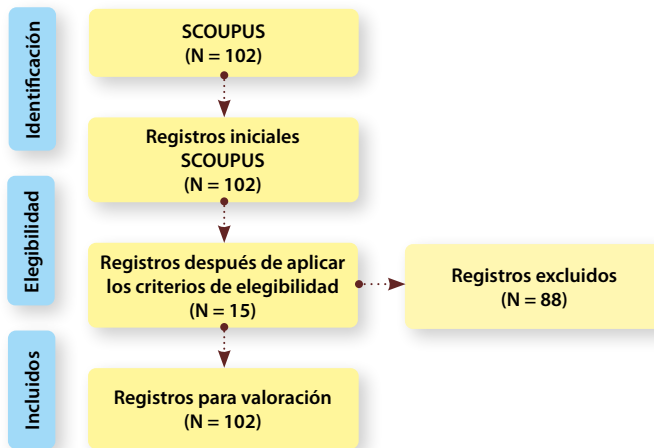 Identificación
SCOUPUS
(N = 102)
Registros iniciales
SCOUPUS
(N = 102)
Elegibilidad
Registros después de aplicar
los criterios de elegibilidad
(N = 15)
Registros excluidos
(N = 88)
Incluidos
Registros para valoración
(N = 102)